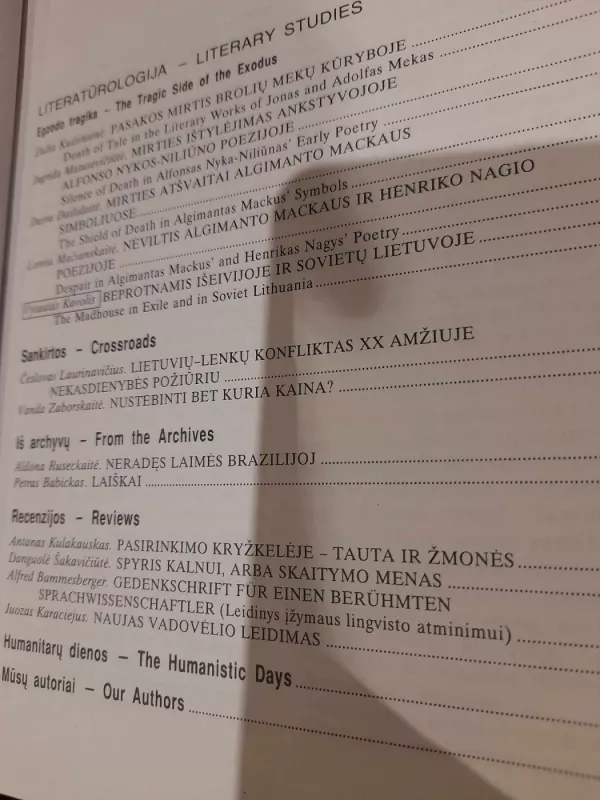 LITERATŪROLOGIJA – LITERARY STUDIES
Egzodo tragika – The Tragic Side of the Exodus
PASAKOS MIRTIS BROLIŲ MEKŲ KŪRYBOJE
Death of Tale in the Literary Works of Jonas and Adolfas Mekas
MIRTIES IŠTYLĖJIMAS ANKSTYVOJOJE
ALFONSO NYKOS-NILIŪNO POEZIJOJE
Silence of Death in Alfonsas Nyka-Niliūnas' Early Poetry
MIRTIES ATŠVAITAI ALGIMANTO MACKAUS
SIMBOLIUOSE
The Shield of Death in Algimantas Mackus' Symbols
Mačianskaitė. NEVILTIS ALGIMANTO MACKAUS IR HENRIKO NAGIO
POEZIJOJE
Despair in Algimantas Mackus' and Henrikas Nagys' Poetry
Vytautas Kavolis BEPROTNAMIS IŠEIVIJOJE IR SOVIETŲ LIETUVOJE
The Madhouse in Exile and in Soviet Lithuania
Sankirtos – Crossroads
Česlovas Laurinavičius. LIETUVIŲ–LENKŲ KONFLIKTAS XX AMŽIUJE
NEKASDIENYBĖS POŽIŪRIU
Vanda Zaborskaitė. NUSTEBINTI BET KURIA KAINA?
Iš archyvų – From the Archives
Aldona Ruseckaitė. NERADĘS LAIMĖS BRAZILIJOJ
Petras Babickas. LAIŠKAI
Recenzijos – Reviews
Antanas Kulakauskas. PASIRINKIMO KRYŽKELĖJE – TAUTA IR ŽMONĖS
Danguolė Šakavičiūtė. SPYRIS KALNUI, ARBA SKAITYMO MENAS
Alfred Bammesberger. GEDENKSCHRIFT FÜR EINEN BERÜHMTEN
SPRACHWISSENSCHAFTLER (Leidinys įžymaus lingvisto atminimui)
Juozas Karaciejus. NAUJAS VADOVĖLIO LEIDIMAS
Humanitarų dienos – The Humanistic Days
Mūsų autoriai – Our Authors